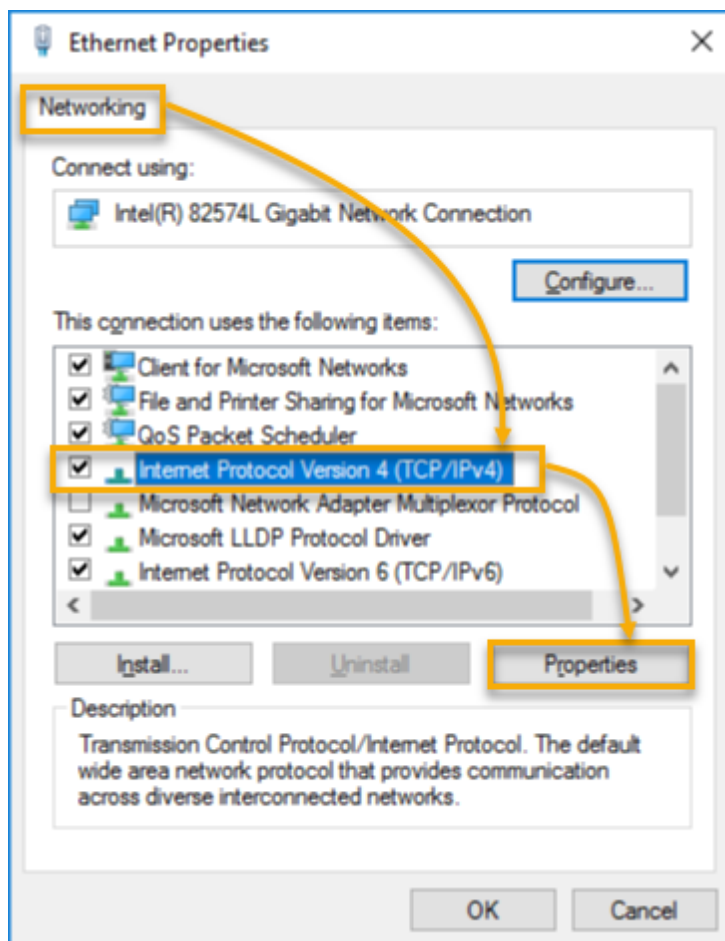 Ethernet Properties
Networking
Connect using:
Intel(R) 82574L Gigabit Network Connection
Configure...
This connection uses the following items:
Client for Microsoft Networks
File and Printer Sharing for Microsoft Networks
QoS Packet Scheduler
Internet Protocol Version 4 (TCP/IPv4)
Microsoft Network Adapter Multiplexor Protocol
Microsoft LLDP Protocol Driver
Internet Protocol Version 6 (TCP/IPv6)
Install...
Uninstall
Properties
Description
Transmission Control Protocol/Internet Protocol. The default
wide area network protocol that provides communication
across diverse interconnected networks.
OK
Cancel